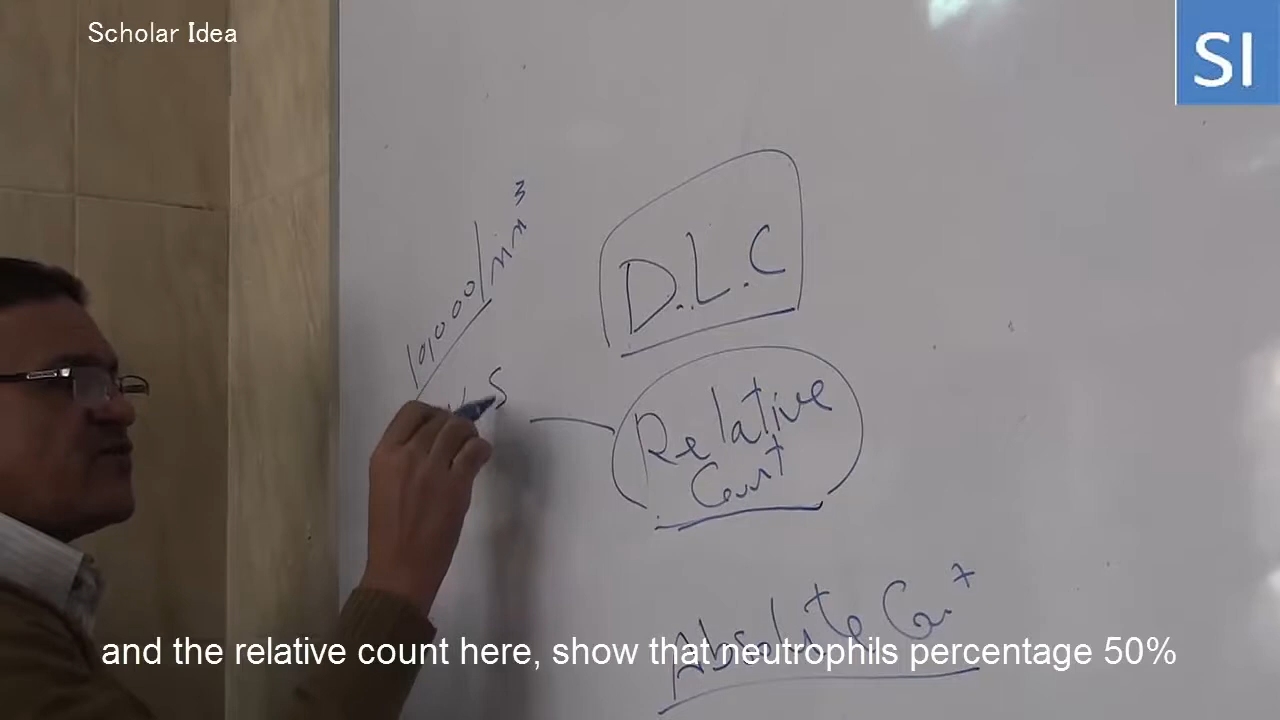 Scholar Idea
SI
10,000/mm³
D.L.C
Relative
Count
Absolute Count
and the relative count here, show that neutrophils percentage 50%